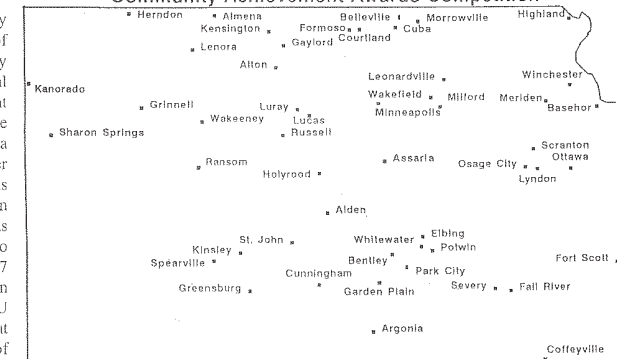 Community Achievement Awards Competition
Herndon
Almena
Belleville
Morrowville
Highland
Kensington
Formoso
Cuba
Courtland
Lenora
Gaylord
Alton
Leonardville
Winchester
Kanorado
Wakefield
Milford
Meriden
Grinnell
Luray
Minneapolis
Basehor
Wakeeney
Lucas
Sharon Springs
Russell
Scranton
Ransom
Assaria
Osage City
Ottawa
Holyrood
Lyndon
Alden
St. John
Whitewater
Elbing
Kinsley
Potwin
Spearville
Bentley
Fort Scott
Cunningham
Park City
Greensburg
Garden Plain
Severy
Fall River
Argonia
Coffeyville